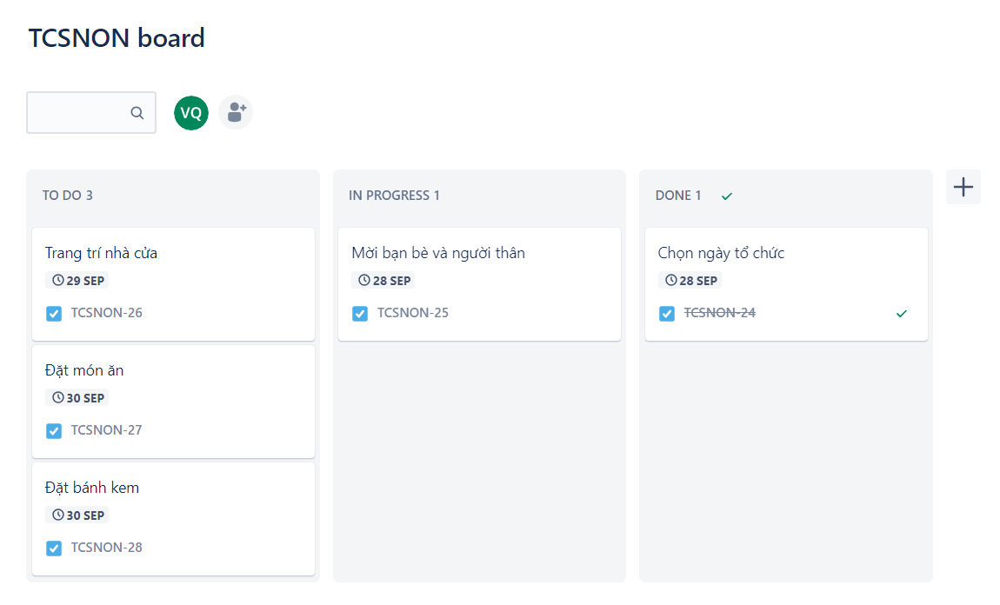 TCSNON board
VQ
TO DO 3
Trang trí nhà cửa
29 SEP
TCSNON-26
Đặt món ăn
30 SEP
TCSNON-27
Đặt bánh kem
30 SEP
TCSNON-28
IN PROGRESS 1
Mời bạn bè và người thân
28 SEP
TCSNON-25
DONE 1
Chọn ngày tổ chức
28 SEP
TCSNON-24